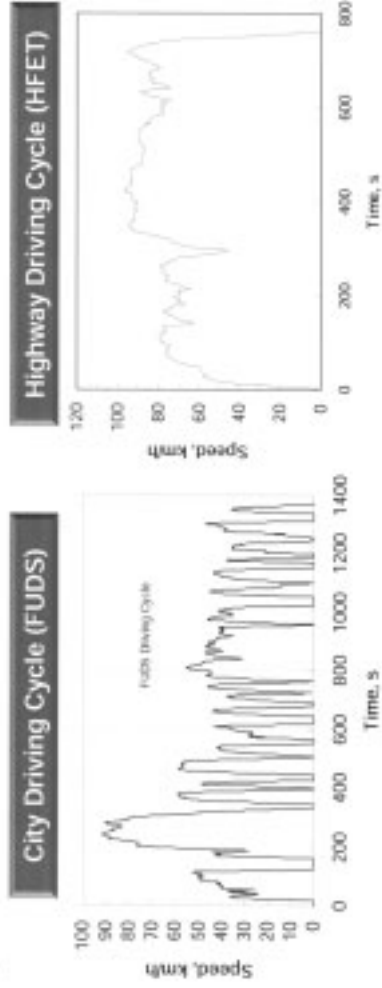 City Driving Cycle (FUDS)
Speed, km/h
100
90
80
70
60
50
40
30
20
10
0
FUDS Driving Cycle
0 200 400 600 800 1000 1200 1400
Time, s
Highway Driving Cycle (HFET)
Speed, km/h
120
100
80
60
40
20
0
0 200 400 600 800
Time, s